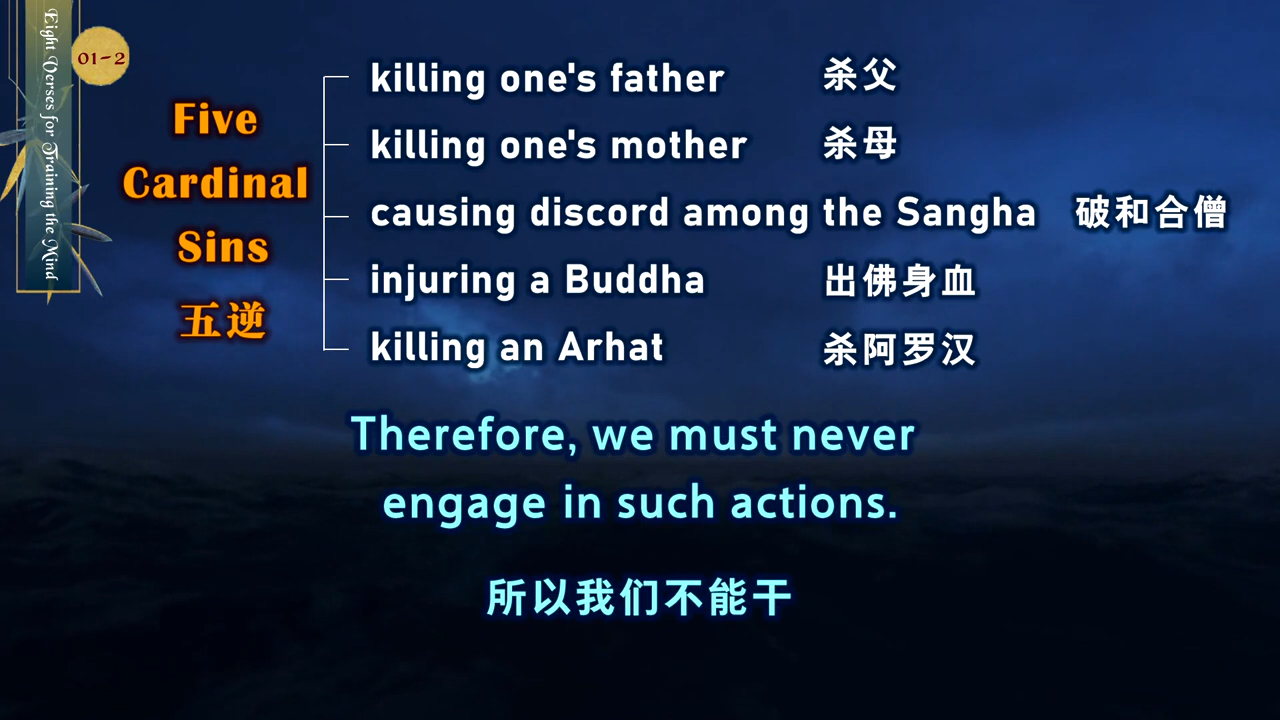 Eight Verses for Training the Mind
01-2
Five
Cardinal
Sins
五逆
killing one's father 杀父
killing one's mother 杀母
causing discord among the Sangha 破和合僧
injuring a Buddha 出佛身血
killing an Arhat 杀阿罗汉
Therefore, we must never
engage in such actions.
所以我们不能干